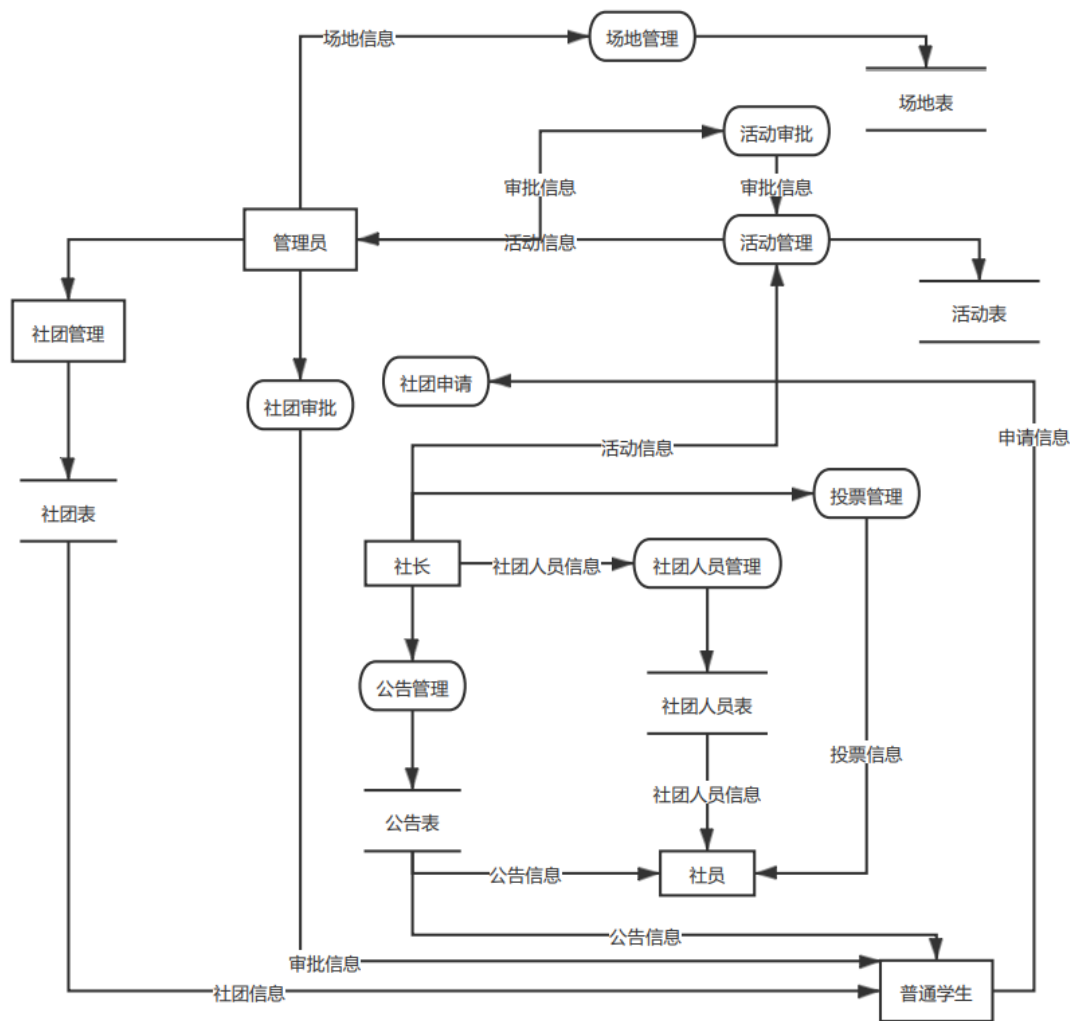 场地信息
场地管理
场地表
活动审批
审批信息
审批信息
管理员
活动信息
活动管理
活动表
社团管理
社团申请
社团审批
申请信息
活动信息
投票管理
社团表
社长
社团人员信息
社团人员管理
公告管理
社团人员表
投票信息
社团人员信息
公告表
公告信息
社员
公告信息
审批信息
社团信息
普通学生